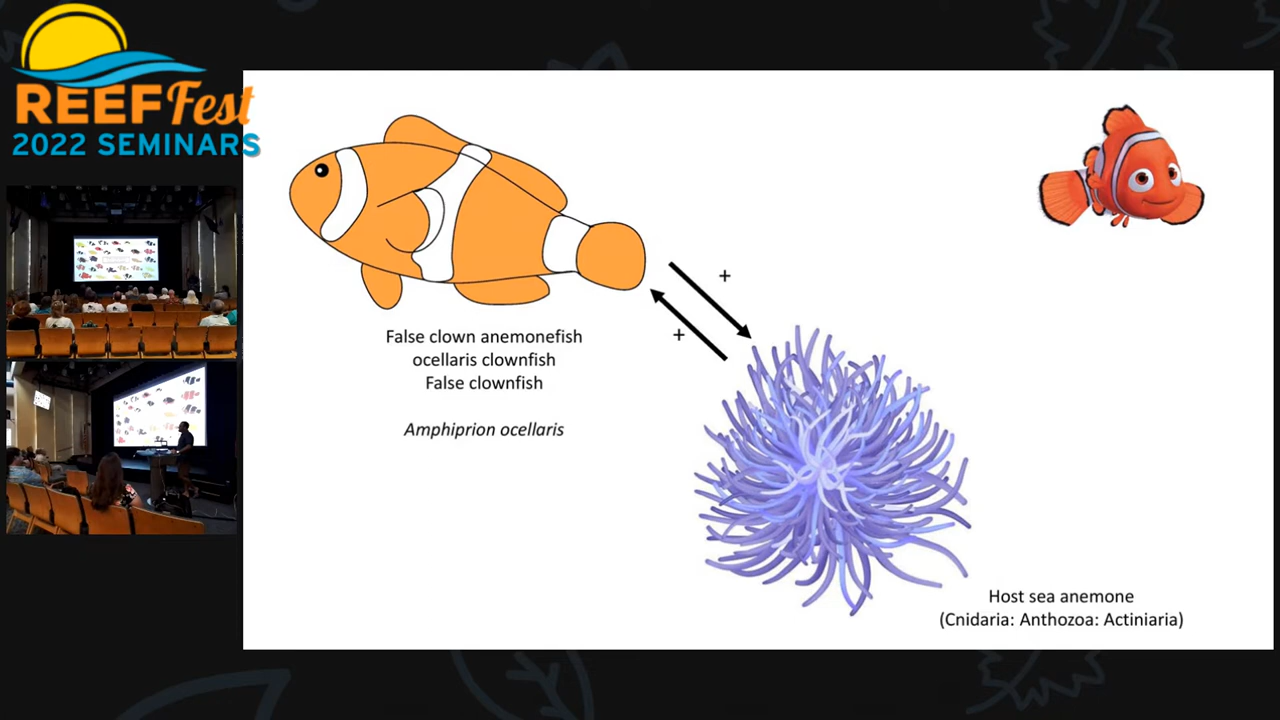 REEF Fest
2022 SEMINARS
+
+
False clown anemonefish
ocellaris clownfish
False clownfish
Amphiprion ocellaris
Host sea anemone
(Cnidaria: Anthozoa: Actiniaria)